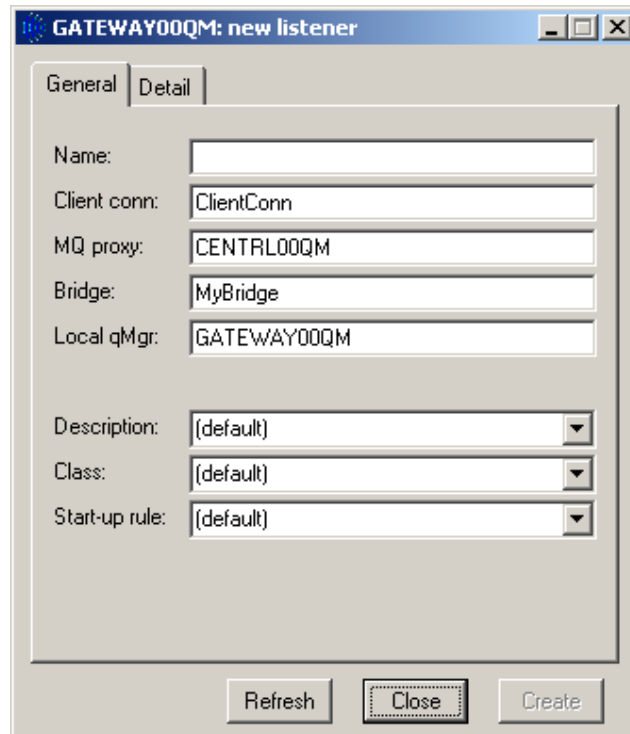 GATEWAY00QM: new listener
General Detail
Name:
Client conn: ClientConn
MQ proxy: CENTRL00QM
Bridge: MyBridge
Local qMgr: GATEWAY00QM
Description: (default)
Class: (default)
Start-up rule: (default)
Refresh Close Create